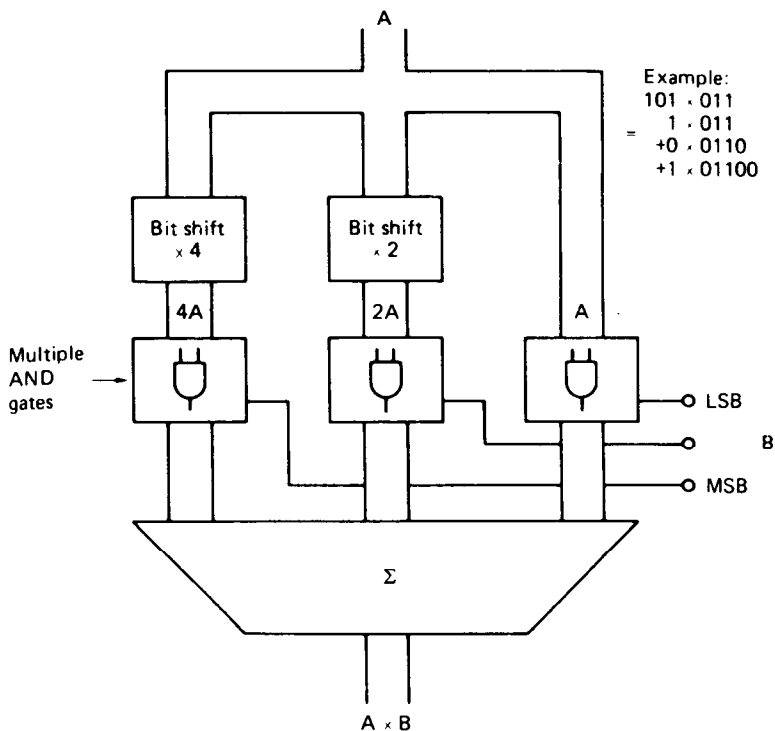 A
Example:
101 × 011
1 × 011
= +0 × 0110
+1 × 01100
Bit shift
× 4
Bit shift
× 2
4A
2A
A
Multiple
AND
gates
LSB
B
MSB
Σ
A × B